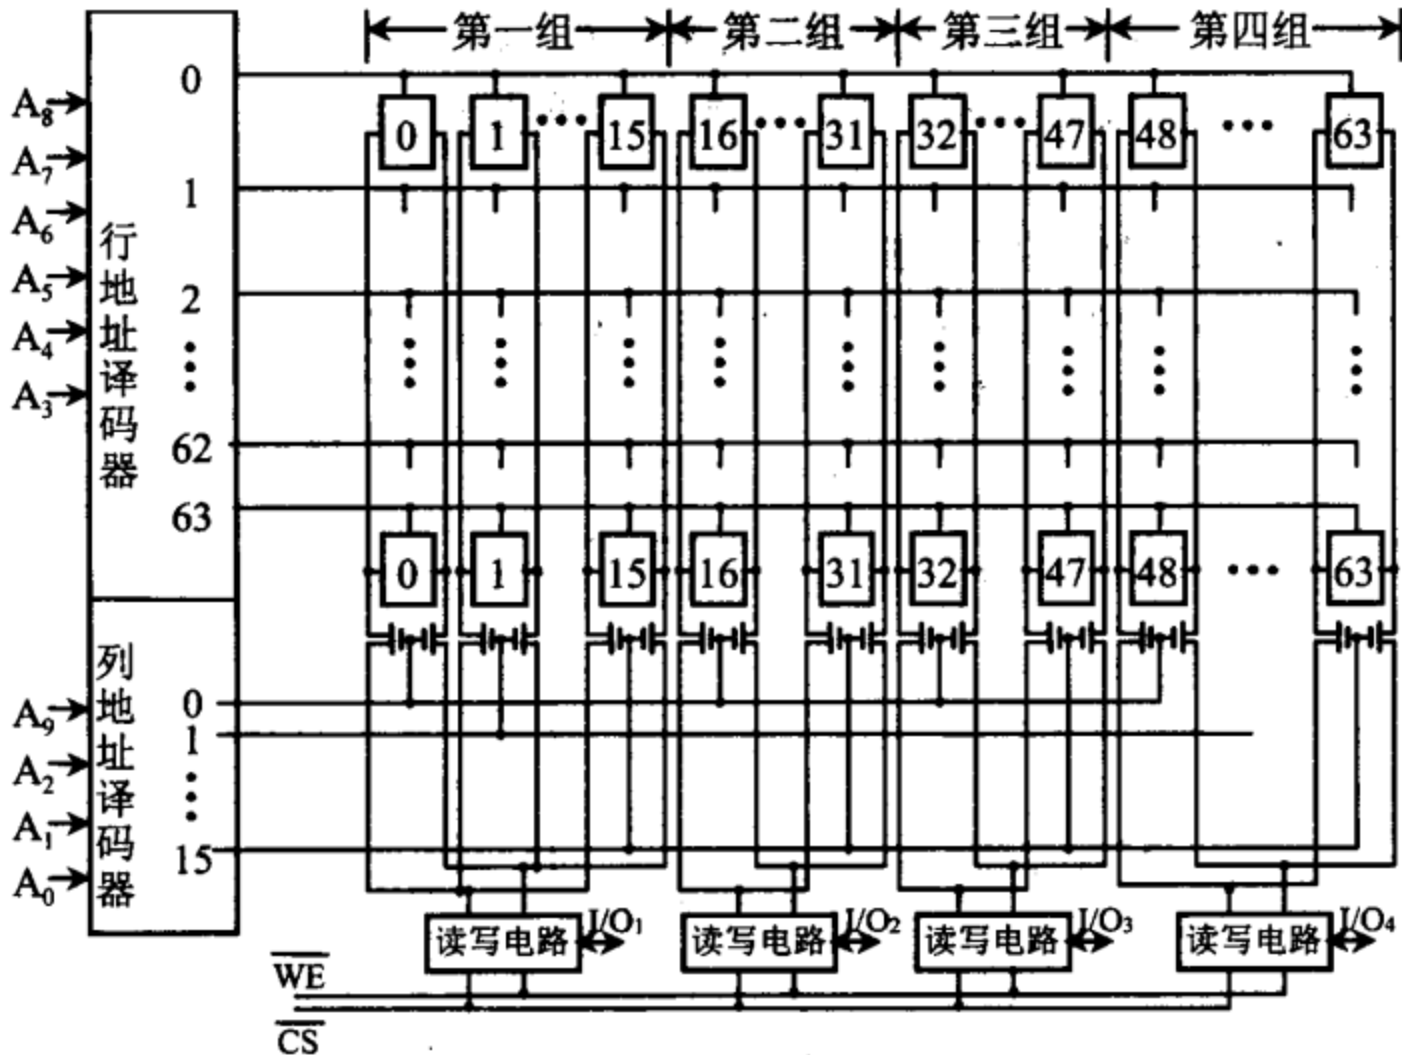 第一组 第二组 第三组 第四组
0
A8
0 1 ••• 15 16 ••• 31 32 ••• 47 48 ••• 63
A7
1
A6
行地址译码器
A5
2
A4
A3
62
63
0 1 15 16 31 32 47 48 ••• 63
列地址译码器
A9
0
1
A2
A1
15
A0
读写电路 I/O1 读写电路 I/O2 读写电路 I/O3 读写电路 I/O4
WE
CS